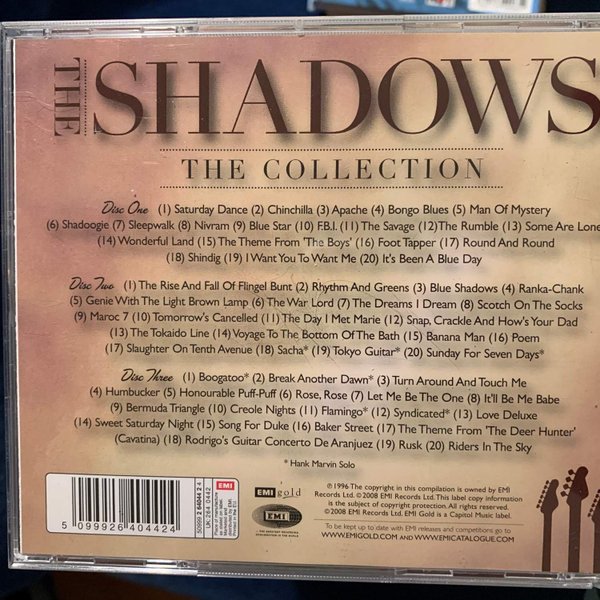 THE SHADOWS
THE COLLECTION
Disc One (1) Saturday Dance (2) Chinchilla (3) Apache (4) Bongo Blues (5) Man Of Mystery
(6) Shadoogie (7) Sleepwalk (8) Nivram (9) Blue Star (10) F.B.I. (11) The Savage (12) The Rumble (13) Some Are Lone
(14) Wonderful Land (15) The Theme From 'The Boys' (16) Foot Tapper (17) Round And Round
(18) Shindig (19) I Want You To Want Me (20) It's Been A Blue Day
Disc Two (1) The Rise And Fall Of Flingel Bunt (2) Rhythm And Greens (3) Blue Shadows (4) Ranka-Chank
(5) Genie With The Light Brown Lamp (6) The War Lord (7) The Dreams I Dream (8) Scotch On The Socks
(9) Maroc 7 (10) Tomorrow's Cancelled (11) The Day I Met Marie (12) Snap, Crackle And How's Your Dad
(13) The Tokaido Line (14) Voyage To The Bottom Of The Bath (15) Banana Man (16) Poem
(17) Slaughter On Tenth Avenue (18) Sacha* (19) Tokyo Guitar* (20) Sunday For Seven Days*
Disc Three (1) Boogatoo* (2) Break Another Dawn* (3) Turn Around And Touch Me
(4) Humbucker (5) Honourable Puff-Puff (6) Rose, Rose (7) Let Me Be The One (8) It'll Be Me Babe
(9) Bermuda Triangle (10) Creole Nights (11) Flamingo* (12) Syndicated* (13) Love Deluxe
(14) Sweet Saturday Night (15) Song For Duke (16) Baker Street (17) The Theme From 'The Deer Hunter'
(Cavatina) (18) Rodrigo's Guitar Concerto De Aranjuez (19) Rusk (20) Riders In The Sky
* Hank Marvin Solo
5 099926 404424
50999 2 64044 2 4
UK: 264 0442
EMI
EMI gold
EMI
℗1996 The copyright in this compilation is owned by EMI
Records Ltd. ©2008 EMI Records Ltd. This label copy information
is the subject of copyright protection. All rights reserved.
©2008 EMI Records Ltd. EMI Gold is a Capitol Music label.
To be kept up to date with EMI releases and competitions go to
WWW.EMIGOLD.COM and WWW.EMICATALOGUE.COM